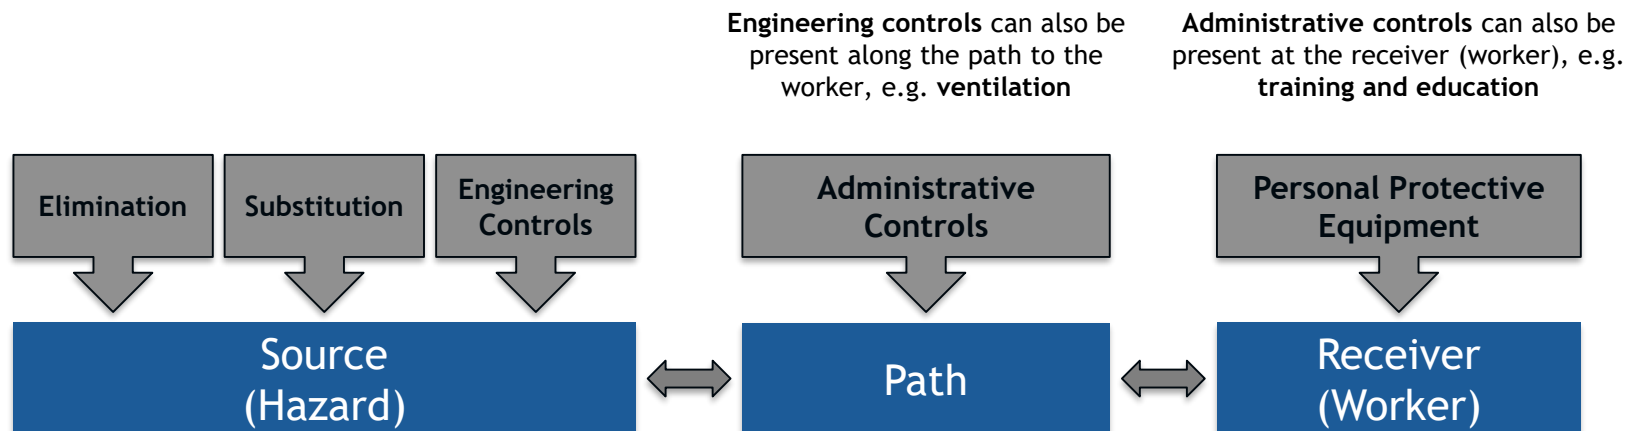 Engineering controls can also be
present along the path to the
worker, e.g. ventilation
Administrative controls can also be
present at the receiver (worker), e.g.
training and education
Elimination
Substitution
Engineering
Controls
Administrative
Controls
Personal Protective
Equipment
Source
(Hazard)
Path
Receiver
(Worker)